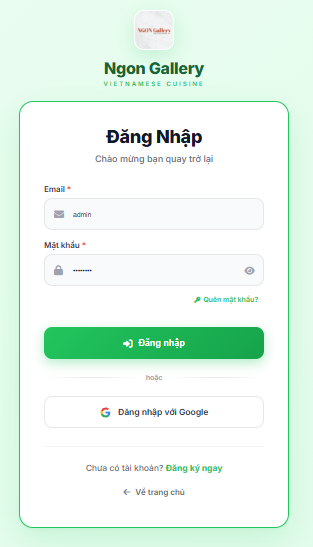 NGON Gallery
Ngon Gallery
VIETNAMESE CUISINE
Đăng Nhập
Chào mừng bạn quay trở lại
Email *
admin
Mật khẩu *
••••••••
Quên mật khẩu?
Đăng nhập
hoặc
Đăng nhập với Google
Chưa có tài khoản? Đăng ký ngay
Về trang chủ